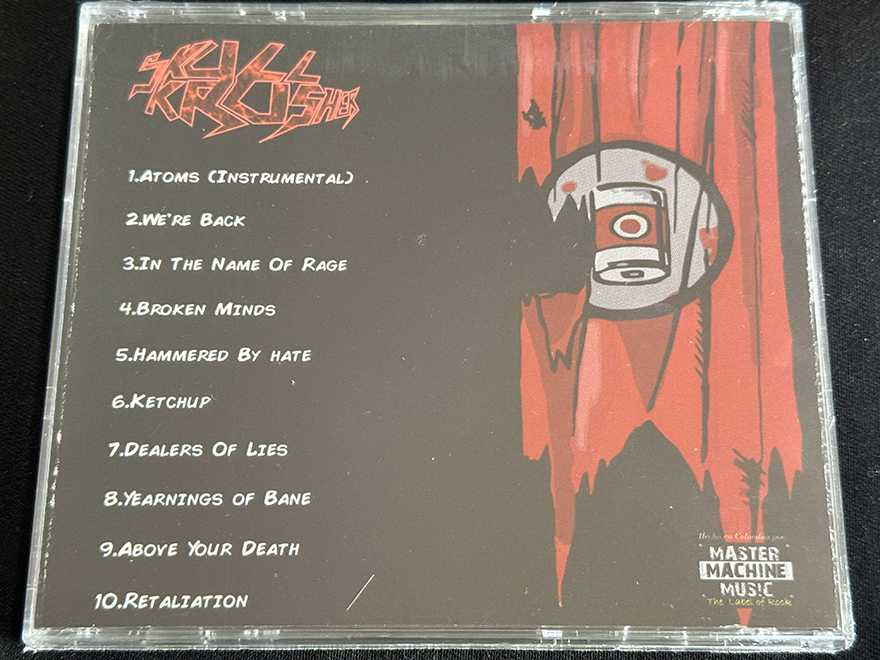 SKULL
KRUSHER
1.Atoms (Instrumental)
2.We're Back
3.In The Name Of Rage
4.Broken Minds
5.Hammered By hate
6.Ketchup
7.Dealers Of Lies
8.Yearnings of Bane
9.Above Your Death
10.Retaliation
Hecho en Colombia por:
MASTER
MACHINE
MUSIC
The Label of Rock